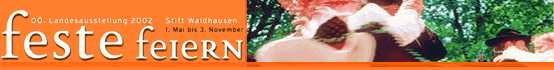 OÖ. Landesausstellung 2002 Stift Waldhausen
1. Mai bis 3. November
feste feiern